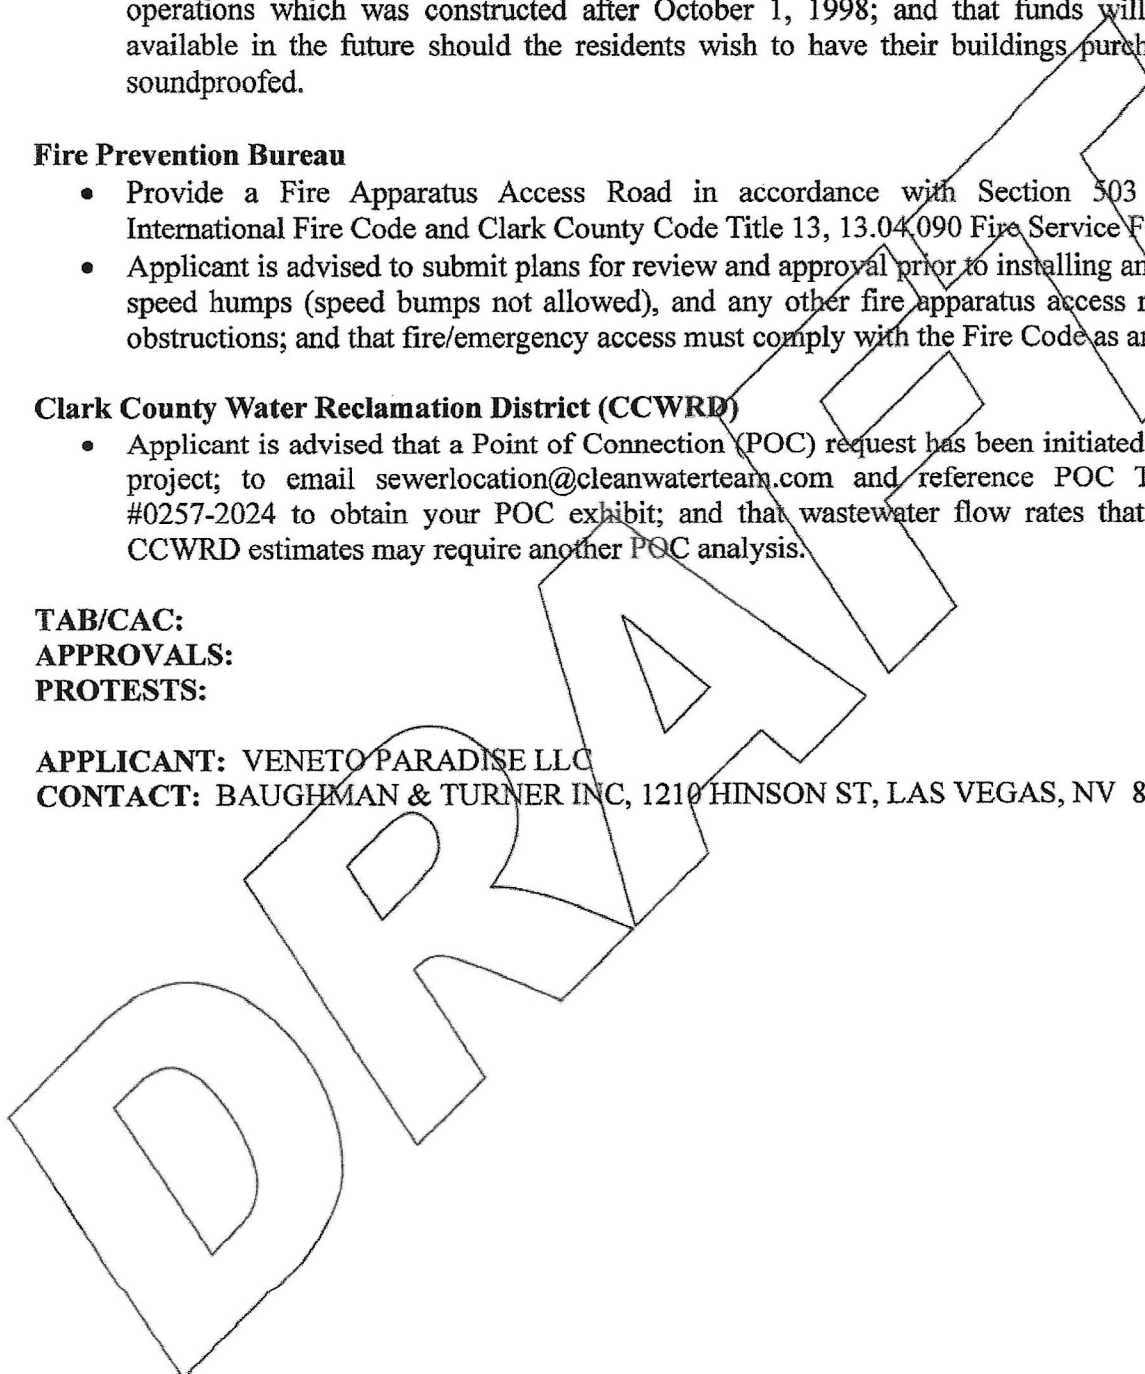 operations which was constructed after October 1, 1998; and that funds will
available in the future should the residents wish to have their buildings purch
soundproofed.
Fire Prevention Bureau
• Provide a Fire Apparatus Access Road in accordance with Section 503
International Fire Code and Clark County Code Title 13, 13.04.090 Fire Service F
• Applicant is advised to submit plans for review and approval prior to installing an
speed humps (speed bumps not allowed), and any other fire apparatus access r
obstructions; and that fire/emergency access must comply with the Fire Code as a
Clark County Water Reclamation District (CCWRD)
• Applicant is advised that a Point of Connection (POC) request has been initiated
project; to email sewerlocation@cleanwaterteam.com and reference POC T
#0257-2024 to obtain your POC exhibit; and that wastewater flow rates that
CCWRD estimates may require another POC analysis.
TAB/CAC:
APPROVALS:
PROTESTS:
APPLICANT: VENETO PARADISE LLC
CONTACT: BAUGHMAN & TURNER INC, 1210 HINSON ST, LAS VEGAS, NV 8
DRAFT